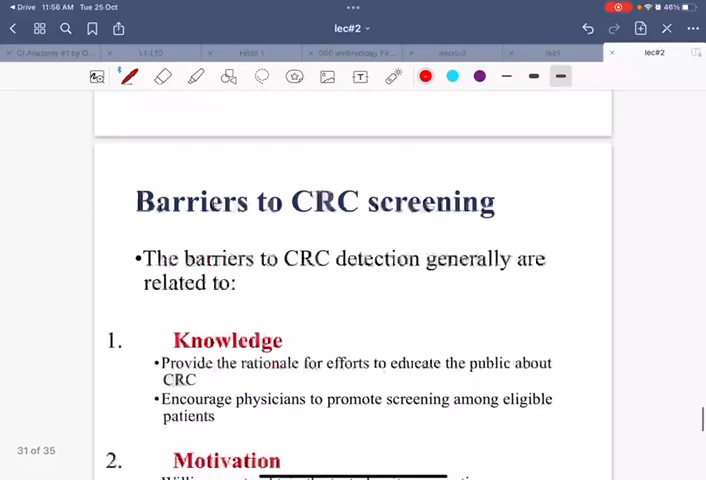 Drive 11:56 AM Tue 25 Oct 46%
lec#2
Oi Anatomy #1 by D... L1-L10 Histo 1 000 embryology Fir... micro.2 lec1 lec#2
Barriers to CRC screening
•The barriers to CRC detection generally are
related to:
1. Knowledge
•Provide the rationale for efforts to educate the public about
CRC
•Encourage physicians to promote screening among eligible
patients
31 of 35
2. Motivation